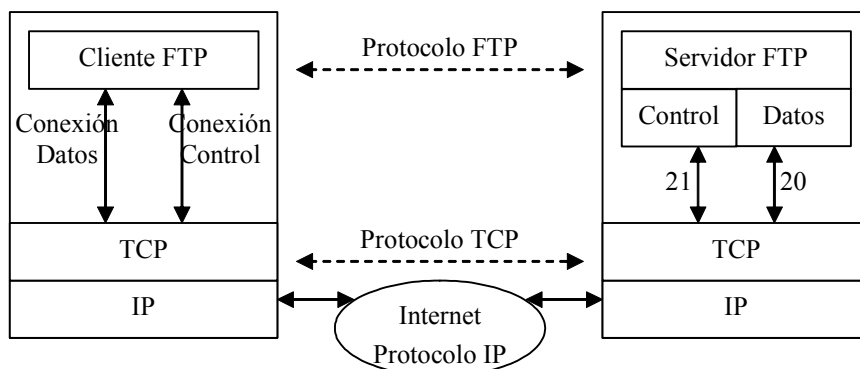 Cliente FTP
Conexión
Datos
Conexión
Control
TCP
IP
Protocolo FTP
Protocolo TCP
Internet
Protocolo IP
Servidor FTP
Control
Datos
21
20
TCP
IP